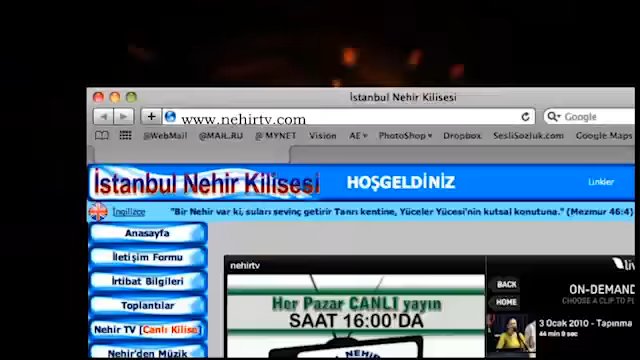 İstanbul Nehir Kilisesi
www.nehirtv.com
Google
@WebMail @MAIL.RU @MYNET Vision AE PhotoShop Dropbox SesliSozluk.com Google Maps
İstanbul Nehir Kilisesi HOŞGELDİNİZ Linkler
İngilizce "Bir Nehir var ki, suları sevinç getirir Tanrı kentine, Yüceler Yücesi'nin kutsal konutuna." (Mezmur 46:4)
Anasayfa
İletişim Formu
İrtibat Bilgileri
Toplantılar
Nehir TV [Canlı Kilise]
Nehir'den Müzik
nehirtv
Her Pazar CANLI yayın
SAAT 16:00'DA
BACK
HOME
ON-DEMAND
CHOOSE A CLIP TO
3 Ocak 2010 - Tapınma
44 min 9 sec